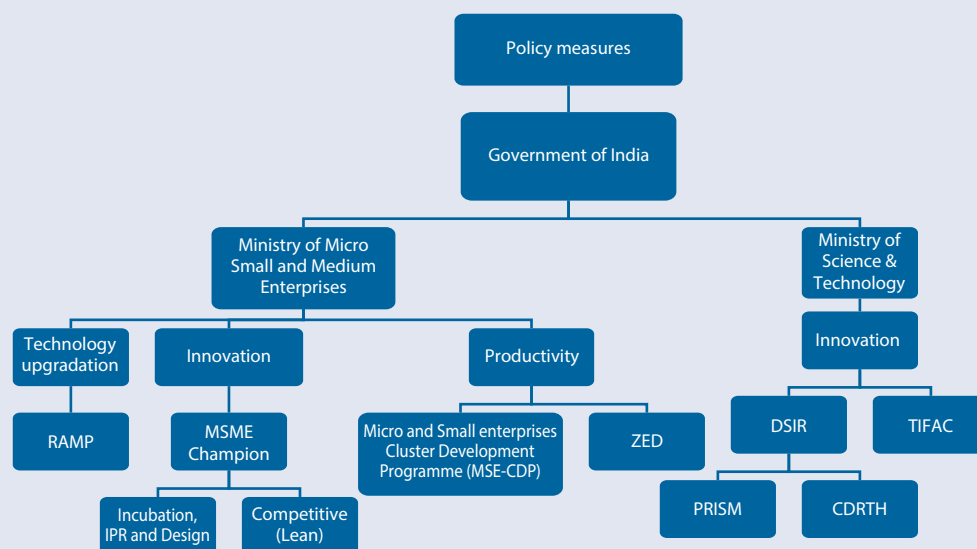 Policy measures
Government of India
Ministry of Micro
Small and Medium
Enterprises
Ministry of
Science &
Technology
Technology
upgradation
Innovation
Productivity
Innovation
RAMP
MSME
Champion
Micro and Small enterprises
Cluster Development
Programme (MSE-CDP)
ZED
DSIR
TIFAC
Incubation,
IPR and Design
Competitive
(Lean)
PRISM
CDRTH